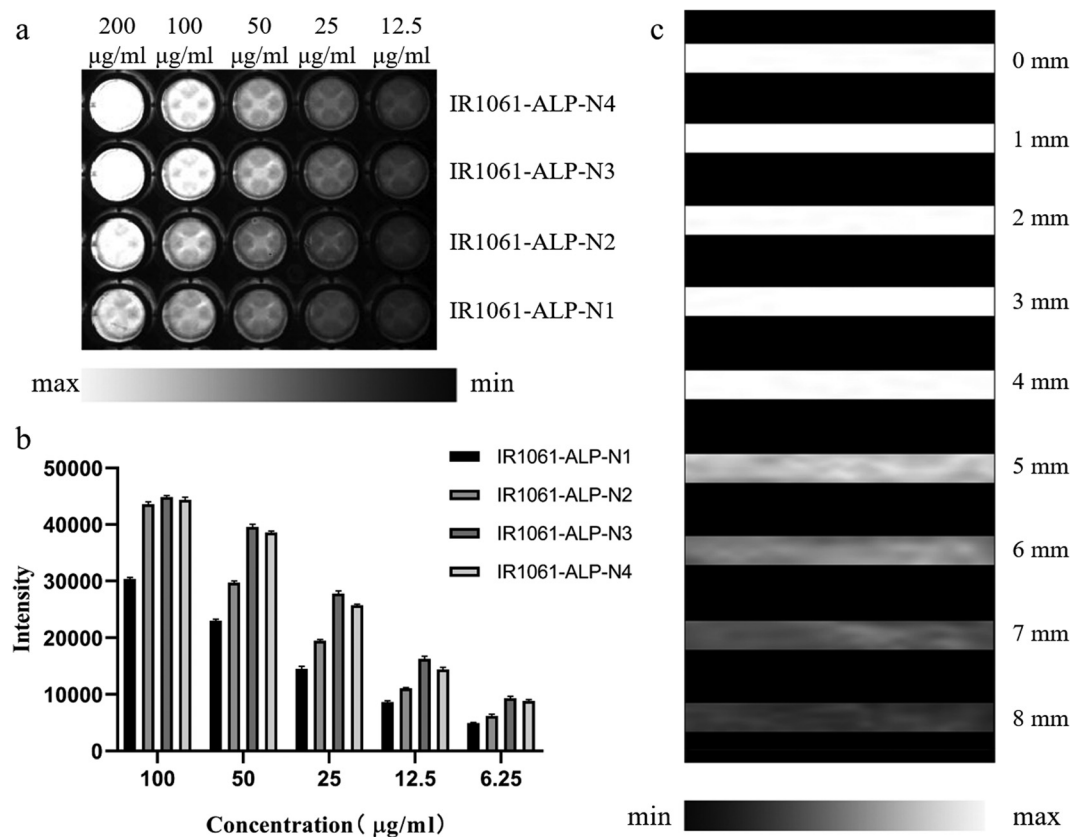 a
200 100 50 25 12.5
μg/ml μg/ml μg/ml μg/ml μg/ml
IR1061-ALP-N4
IR1061-ALP-N3
IR1061-ALP-N2
IR1061-ALP-N1
max min
b
50000
40000
30000
20000
10000
0
Intensity
IR1061-ALP-N1
IR1061-ALP-N2
IR1061-ALP-N3
IR1061-ALP-N4
100 50 25 12.5 6.25
Concentration( μg/ml)
c
0 mm
1 mm
2 mm
3 mm
4 mm
5 mm
6 mm
7 mm
8 mm
min max